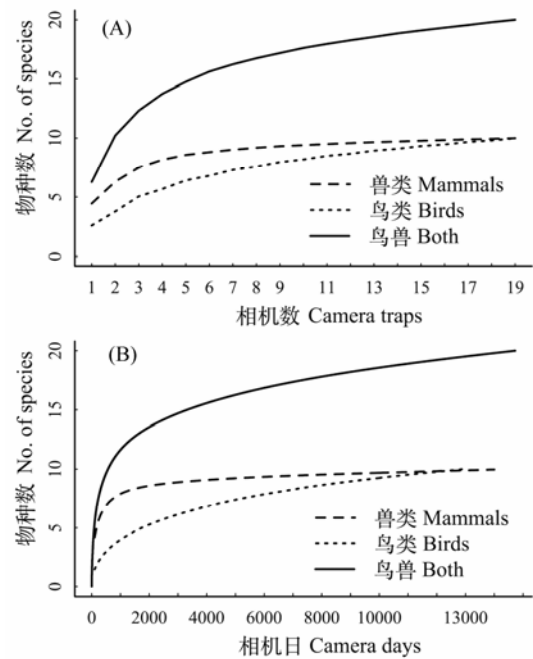 (A)
物种数 No. of species
20
15
10
5
0
兽类 Mammals
鸟类 Birds
鸟兽 Both
1 2 3 4 5 6 7 8 9 11 13 15 17 19
相机数 Camera traps
(B)
物种数 No. of species
20
15
10
5
0
兽类 Mammals
鸟类 Birds
鸟兽 Both
0 2000 4000 6000 8000 10000 13000
相机日 Camera days